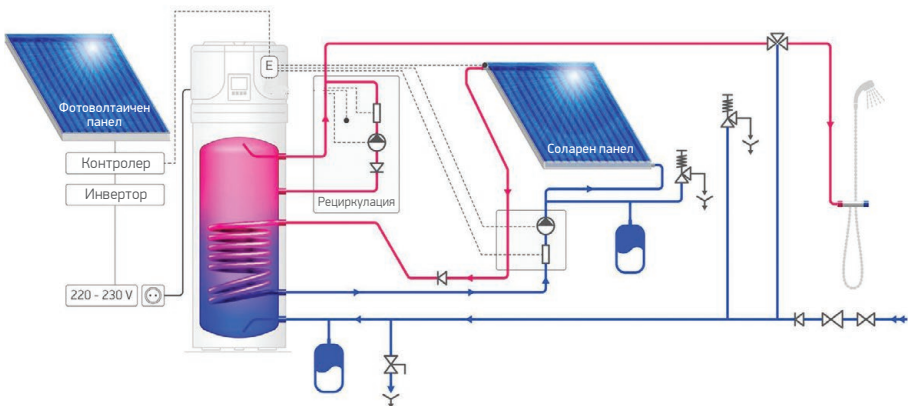 Фотоволтаичен
панел
Контролер
Инвертор
220 - 230 V
E
Рециркулация
Соларен панел